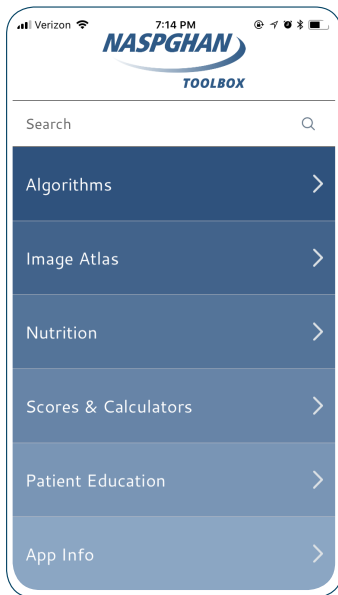 Verizon 7:14 PM
NASPGHAN
TOOLBOX
Search
Algorithms
Image Atlas
Nutrition
Scores & Calculators
Patient Education
App Info